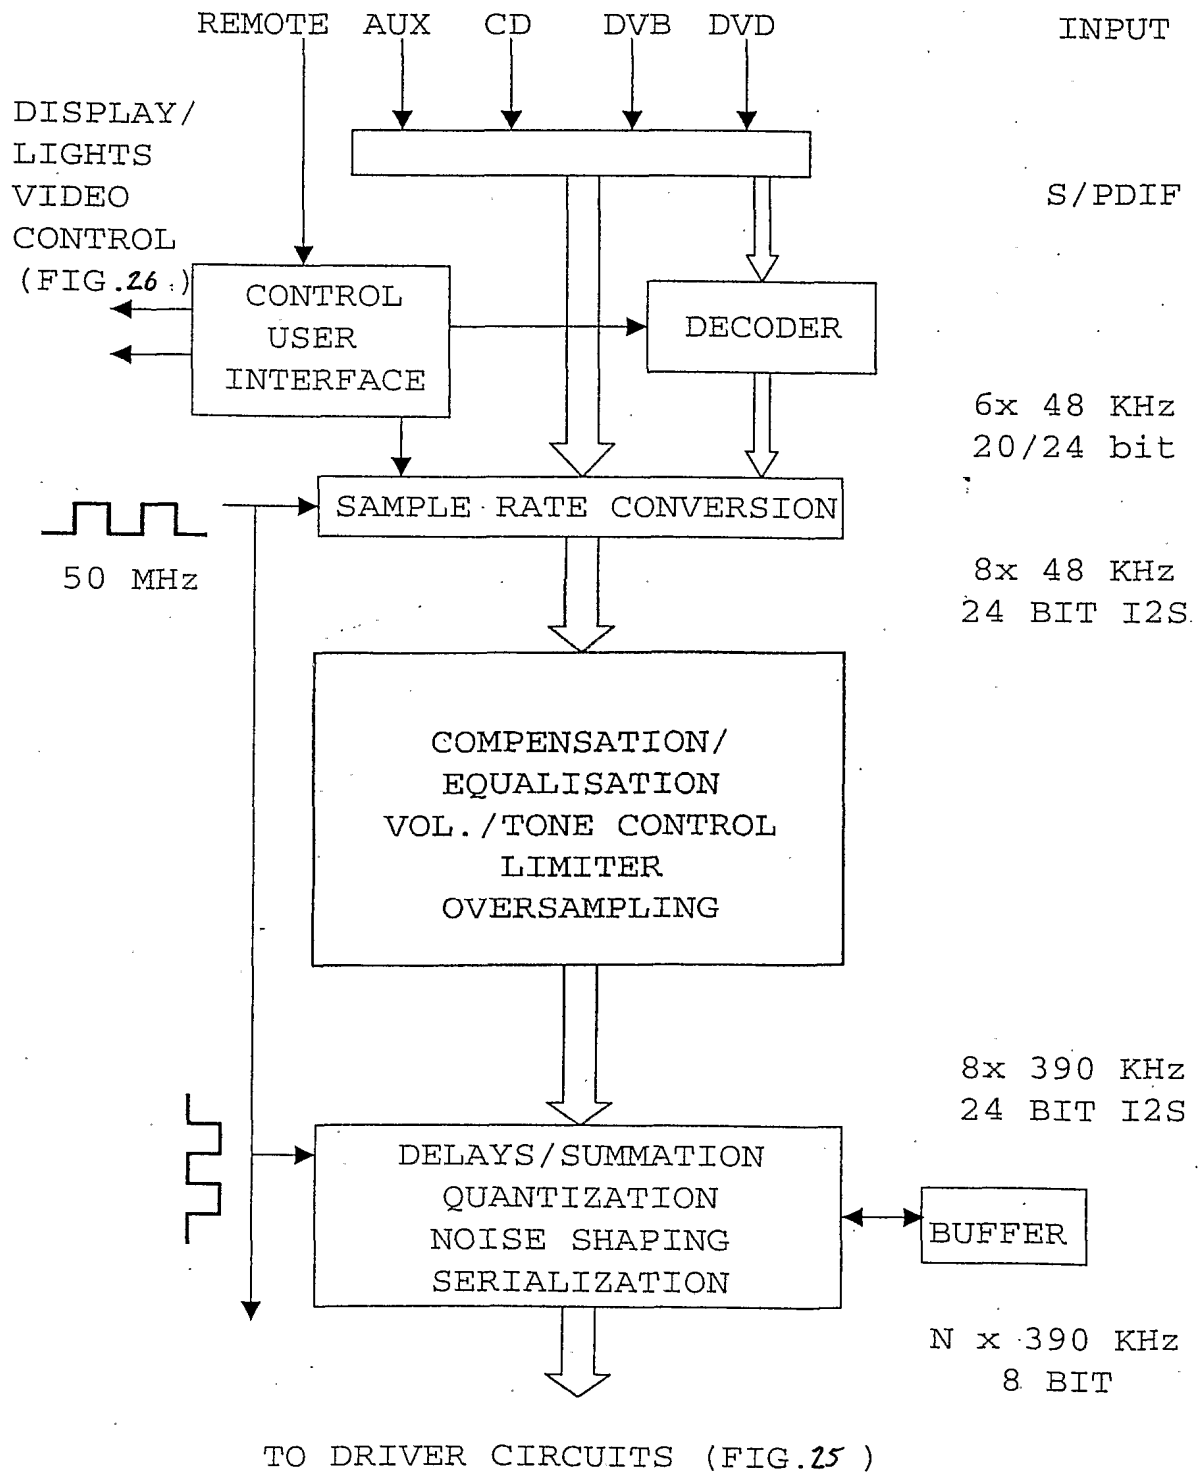 REMOTE AUX CD DVB DVD INPUT
DISPLAY/
LIGHTS
VIDEO
CONTROL
(FIG.26.)
S/PDIF
CONTROL
USER
INTERFACE
DECODER
6x 48 KHz
20/24 bit
SAMPLE RATE CONVERSION
50 MHz
8x 48 KHz
24 BIT I2S
COMPENSATION/
EQUALISATION
VOL./TONE CONTROL
LIMITER
OVERSAMPLING
8x 390 KHz
24 BIT I2S
DELAYS/SUMMATION
QUANTIZATION
NOISE SHAPING
SERIALIZATION
BUFFER
N x 390 KHz
8 BIT
TO DRIVER CIRCUITS (FIG.25)